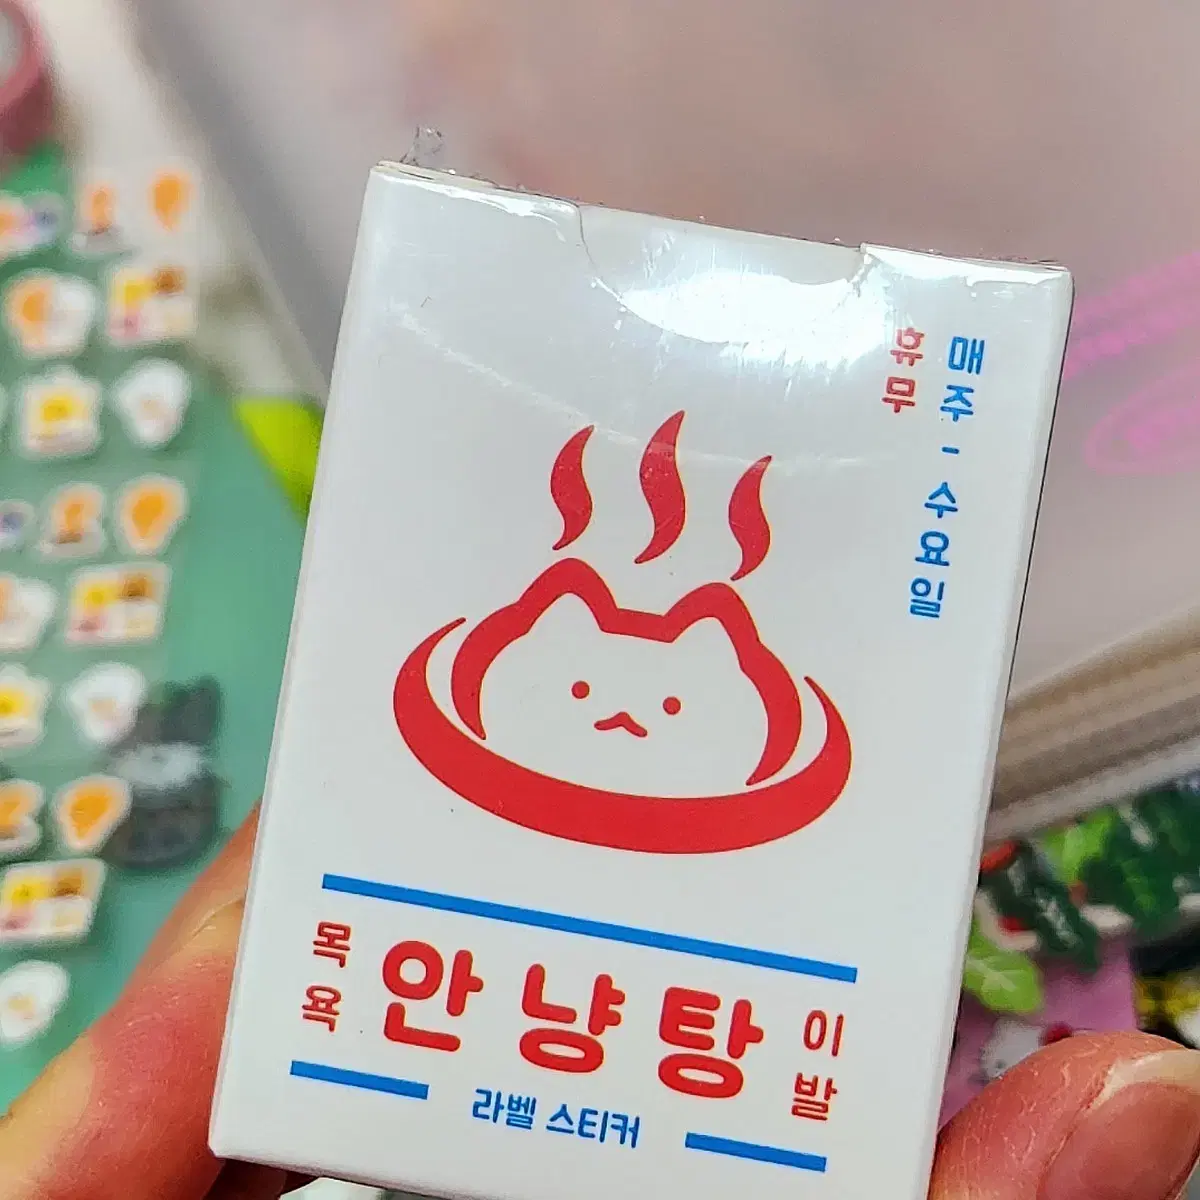 매주-수요일
휴무
목욕
안냥탕
이발
라벨 스티커